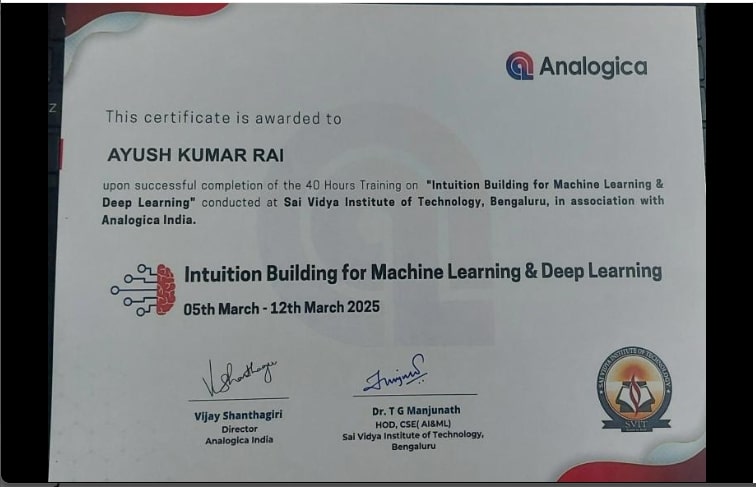 Analogica
This certificate is awarded to
AYUSH KUMAR RAI
upon successful completion of the 40 Hours Training on "Intuition Building for Machine Learning &
Deep Learning" conducted at Sai Vidya Institute of Technology, Bengaluru, in association with
Analogica India.
Intuition Building for Machine Learning & Deep Learning
05th March - 12th March 2025
Vijay Shanthagiri
Director
Analogica India
Dr. T G Manjunath
HOD, CSE( AI&ML)
Sai Vidya Institute of Technology,
Bengaluru
SAI VIDYA INSTITUTE OF TECHNOLOGY
SVIT
Z